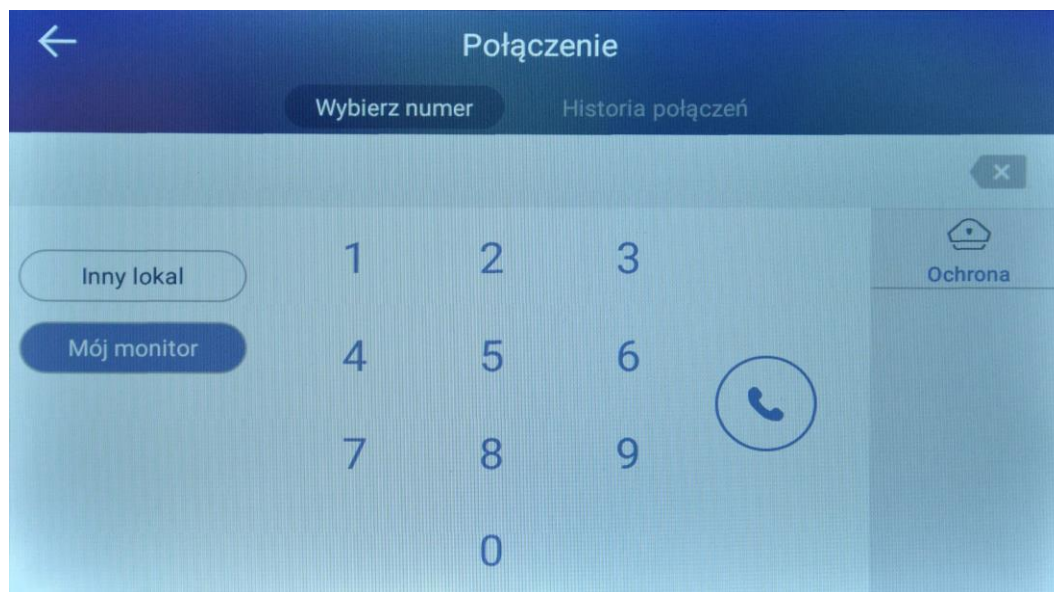 Połączenie
Wybierz numer
Historia połączeń
Inny lokal
Mój monitor
1 2 3
4 5 6
7 8 9
0
Ochrona